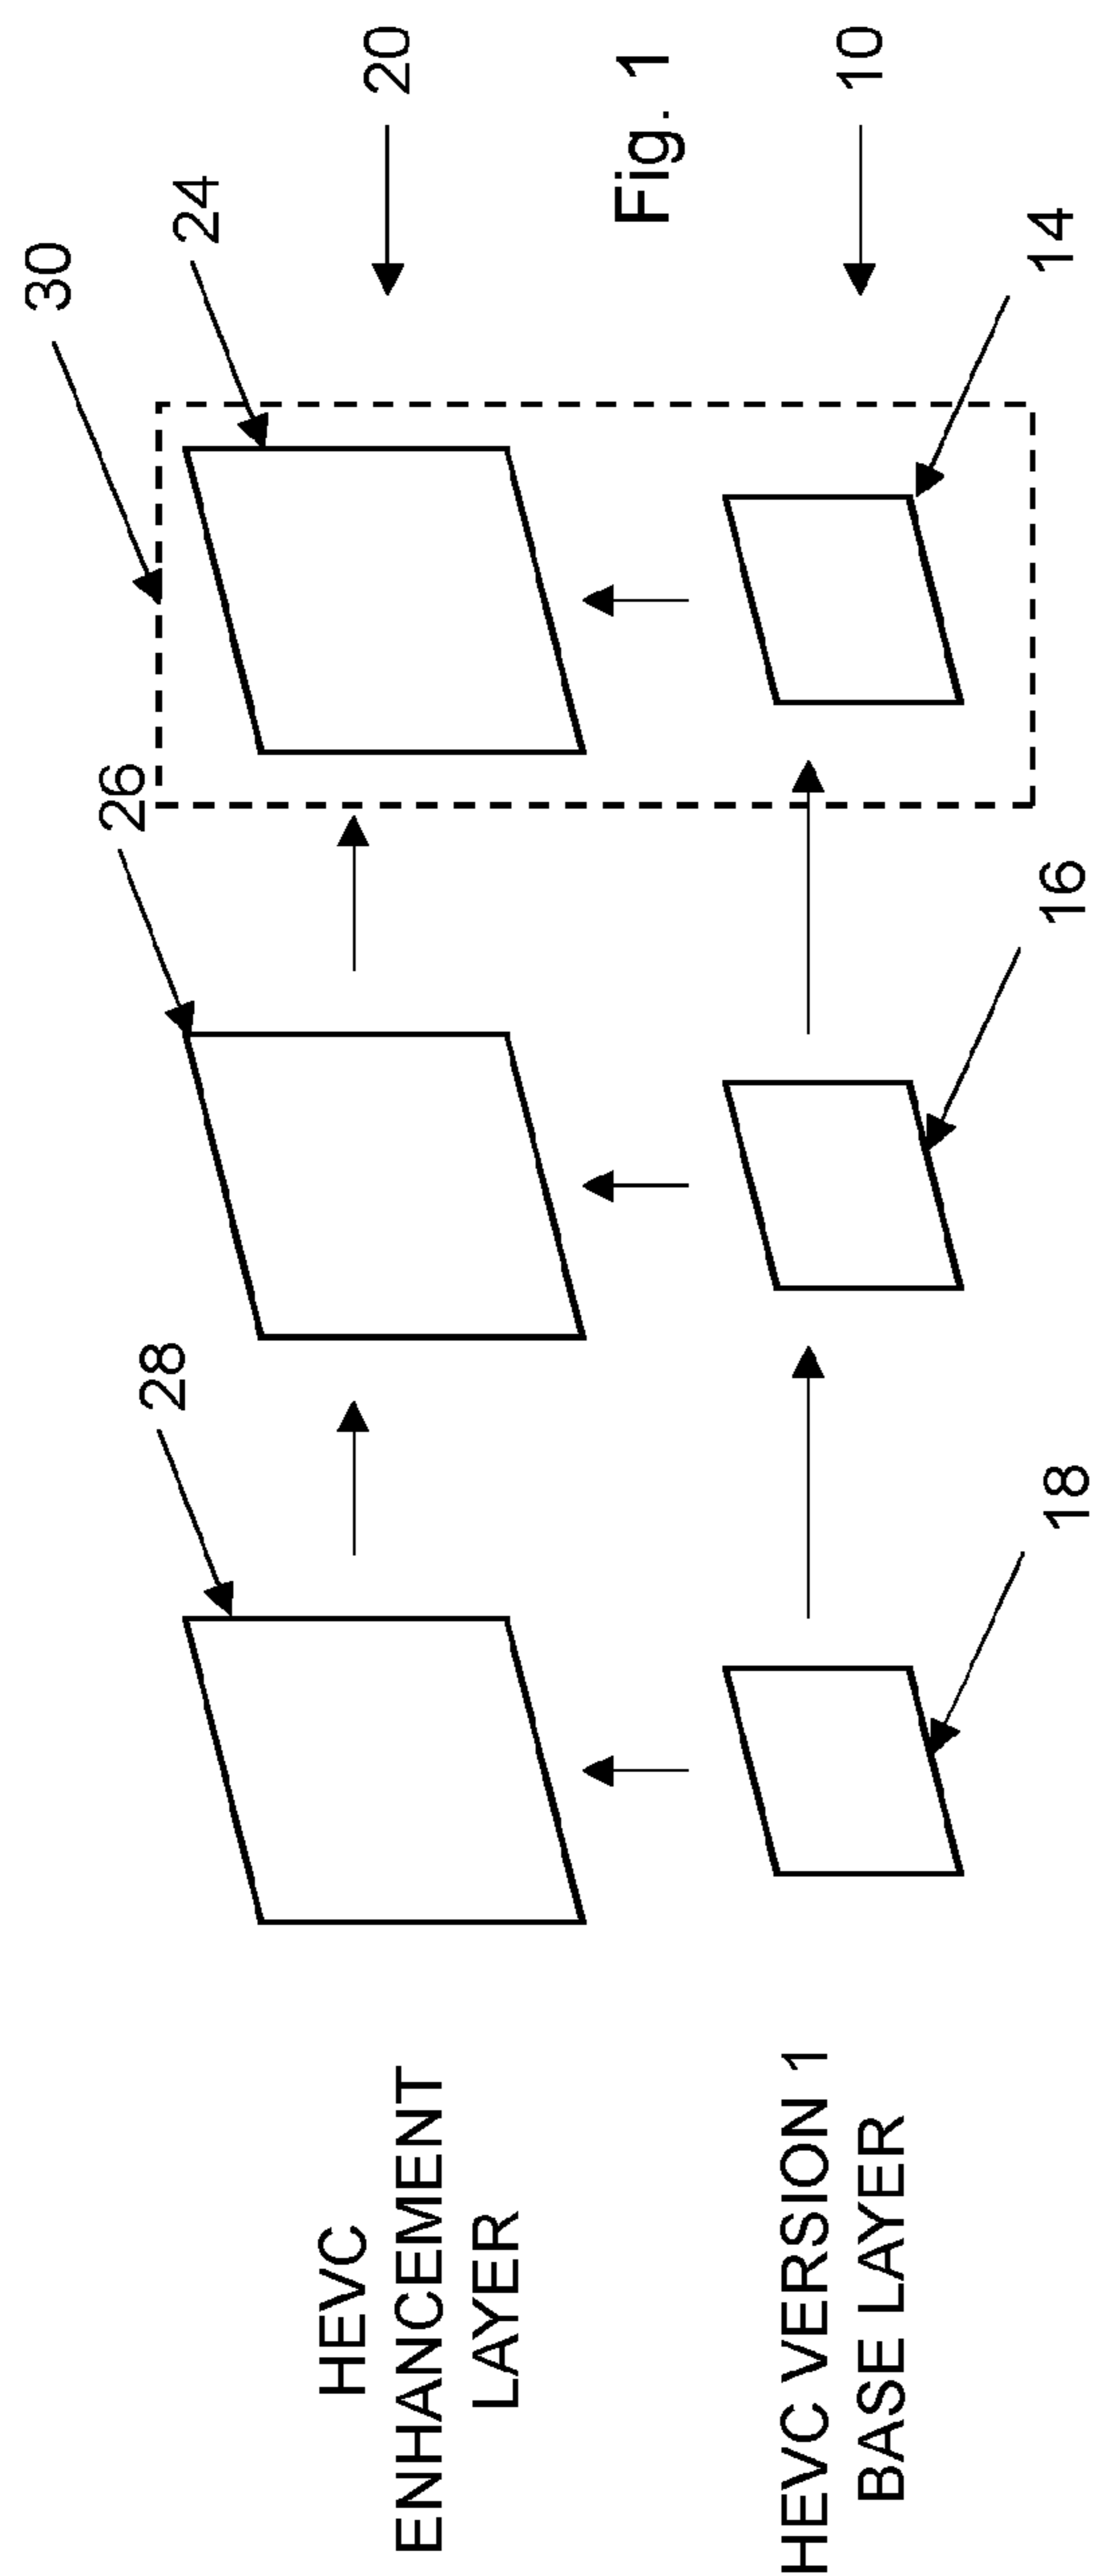 30
26
28
24
HEVC
ENHANCEMENT
LAYER
20
Fig. 1
HEVC VERSION 1
BASE LAYER
10
18
16
14